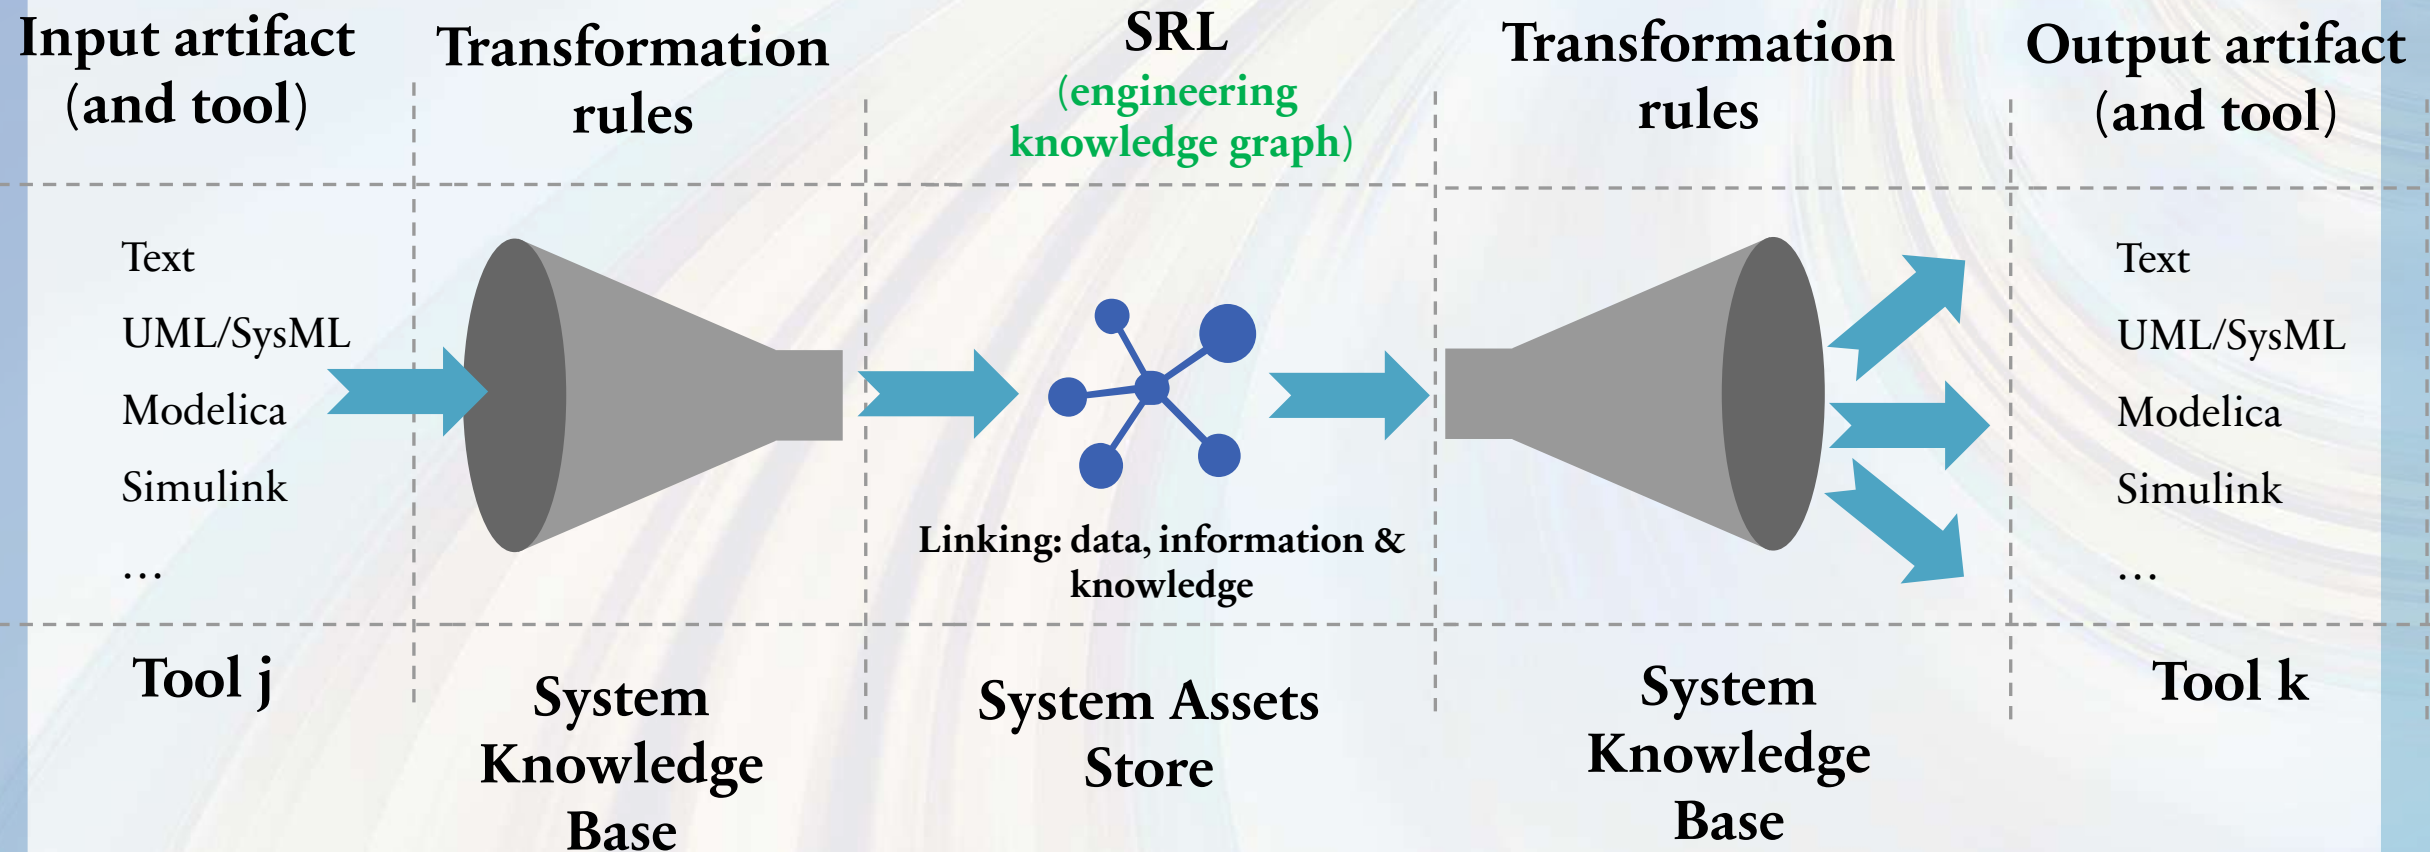 Input artifact
(and tool)
Transformation
rules
SRL
(engineering
knowledge graph)
Transformation
rules
Output artifact
(and tool)
Text
UML/SysML
Modelica
Simulink
...
Linking: data, information &
knowledge
Text
UML/SysML
Modelica
Simulink
...
Tool j
System
Knowledge
Base
System Assets
Store
System
Knowledge
Base
Tool k